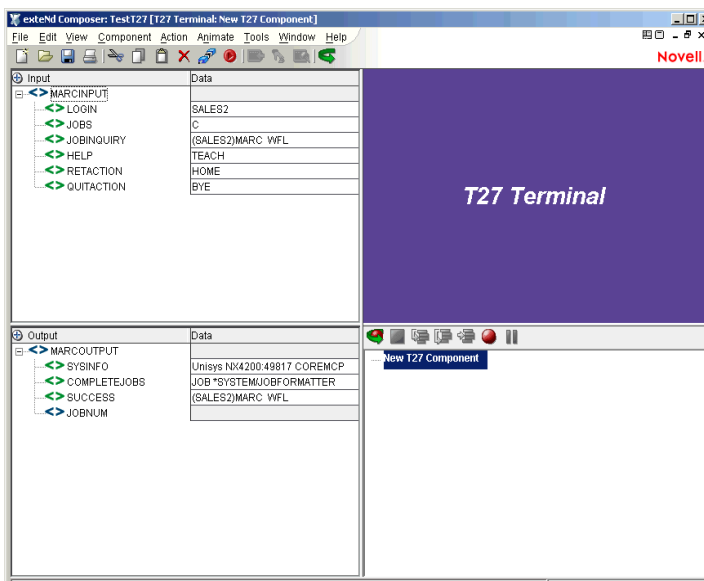 exteNd Composer: TestT27 [T27 Terminal: New T27 Component]
File Edit View Component Action Animate Tools Window Help
Novell.
Input Data
MARCINPUT
LOGIN SALES2
JOBS C
JOBINQUIRY (SALES2)MARC WFL
HELP TEACH
RETACTION HOME
QUITACTION BYE
T27 Terminal
Output Data
MARCOUTPUT
SYSINFO Unisys NX4200:49817 COREMCP
COMPLETEJOBS JOB *SYSTEM/JOBFORMATTER
SUCCESS (SALES2)MARC WFL
JOBNUM
New T27 Component